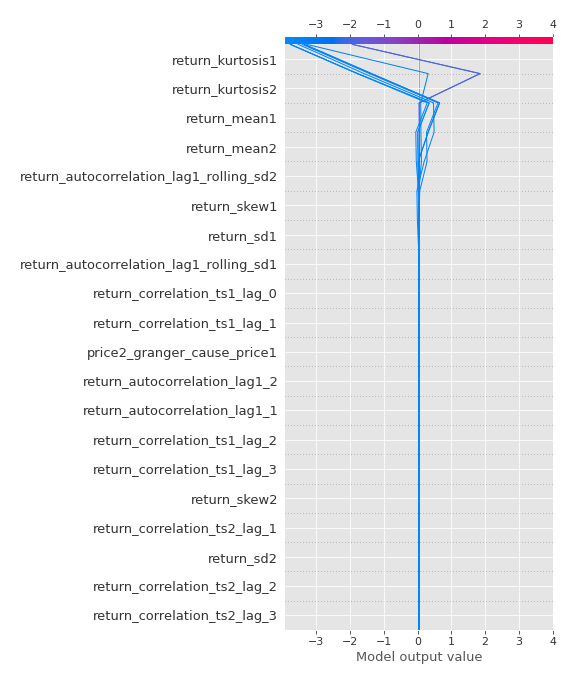 −3 −2 −1 0 1 2 3 4
return_kurtosis1
return_kurtosis2
return_mean1
return_mean2
return_autocorrelation_lag1_rolling_sd2
return_skew1
return_sd1
return_autocorrelation_lag1_rolling_sd1
return_correlation_ts1_lag_0
return_correlation_ts1_lag_1
price2_granger_cause_price1
return_autocorrelation_lag1_2
return_autocorrelation_lag1_1
return_correlation_ts1_lag_2
return_correlation_ts1_lag_3
return_skew2
return_correlation_ts2_lag_1
return_sd2
return_correlation_ts2_lag_2
return_correlation_ts2_lag_3
−3 −2 −1 0 1 2 3 4
Model output value